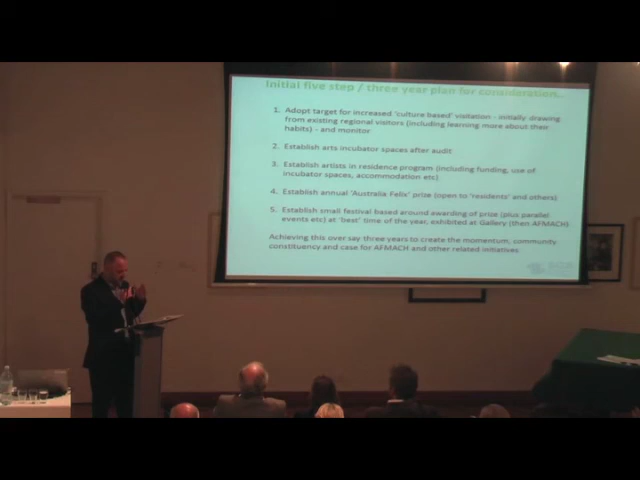 Initial five step / three year plan for consideration...
1. Adopt target for increased 'culture based' visitation - initially drawing
from existing regional visitors (including learning more about their
habits) - and monitor
2. Establish arts incubator spaces after audit
3. Establish artists in residence program (including funding, use of
incubator spaces, accommodation etc)
4. Establish annual 'Australia Felix' prize (open to 'residents' and others)
5. Establish small festival based around awarding of prize (plus parallel
events etc) at 'best' time of the year, exhibited at Gallery (then AFMACH)
Achieving this over say three years to create the momentum, community
constituency and case for AFMACH and other related initiatives